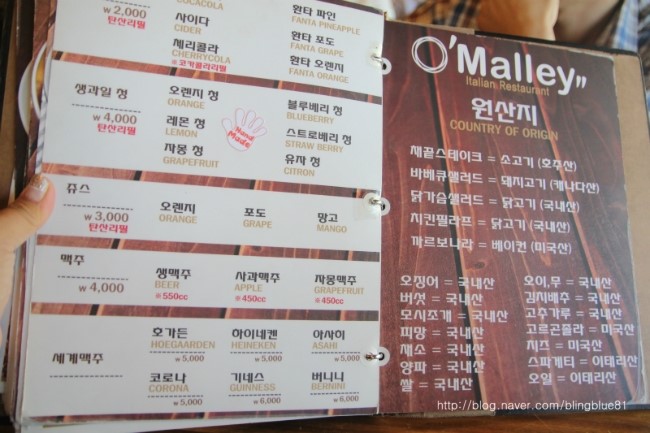 COCACOLA
₩ 2,000
탄산리필
사이다
CIDER
체리콜라
CHERRYCOLA
※코카콜라리필
환타 파인
FANTA PINEAPPLE
환타 포도
FANTA GRAPE
환타 오렌지
FANTA ORANGE
생과일 청
₩ 4,000
탄산리필
오렌지 청
ORANGE
레몬 청
LEMON
자몽 청
GRAPEFRUIT
Hand Made
블루베리 청
BLUEBERRY
스트로베리 청
STRAW BERRY
유자 청
CITRON
쥬스
₩ 3,000
탄산리필
오렌지
ORANGE
포도
GRAPE
망고
MANGO
맥주
₩ 4,000
생맥주
BEER
※550cc
사과맥주
APPLE
※450cc
자몽맥주
GRAPEFRUIT
※450cc
세계맥주
호가든
HOEGAARDEN
₩ 5,000
하이네켄
HEINEKEN
₩ 5,000
아사히
ASAHI
₩ 5,000
코로나
CORONA
₩ 5,000
기네스
GUINNESS
₩ 6,000
버니니
BERNINI
₩ 6,000
O'Malley"
Italian Restaurant
원산지
COUNTRY OF ORIGIN
채끝스테이크 = 소고기 (호주산)
바베큐샐러드 = 돼지고기 (캐나다산)
닭가슴샐러드 = 닭고기 (국내산)
치킨필라프 = 닭고기 (국내산)
까르보나라 = 베이컨 (미국산)
오징어 = 국내산
버섯 = 국내산
모시조개 = 국내산
피망 = 국내산
채소 = 국내산
양파 = 국내산
쌀 = 국내산
오이,무 = 국내산
김치배추 = 국내산
고추가루 = 국내산
고르곤졸라 = 미국산
치즈 = 미국산
스파게티 = 이태리산
오일 = 이태리산
http://blog.naver.com/blingblue81